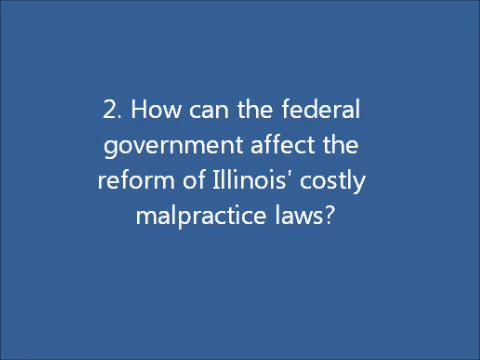 2. How can the federal
government affect the
reform of Illinois' costly
malpractice laws?